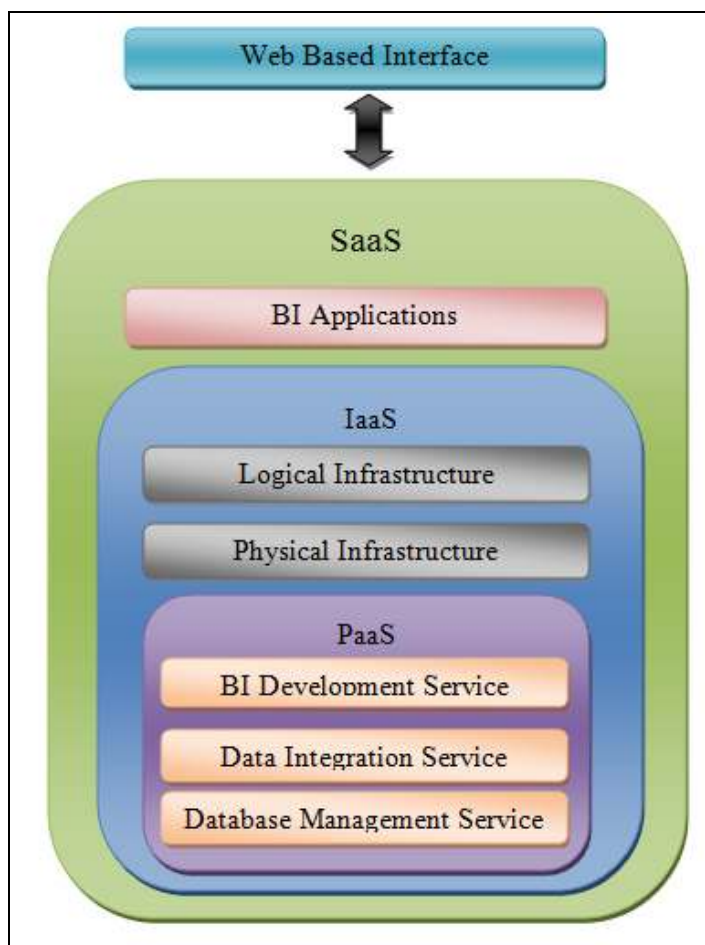 Web Based Interface
SaaS
BI Applications
IaaS
Logical Infrastructure
Physical Infrastructure
PaaS
BI Development Service
Data Integration Service
Database Management Service